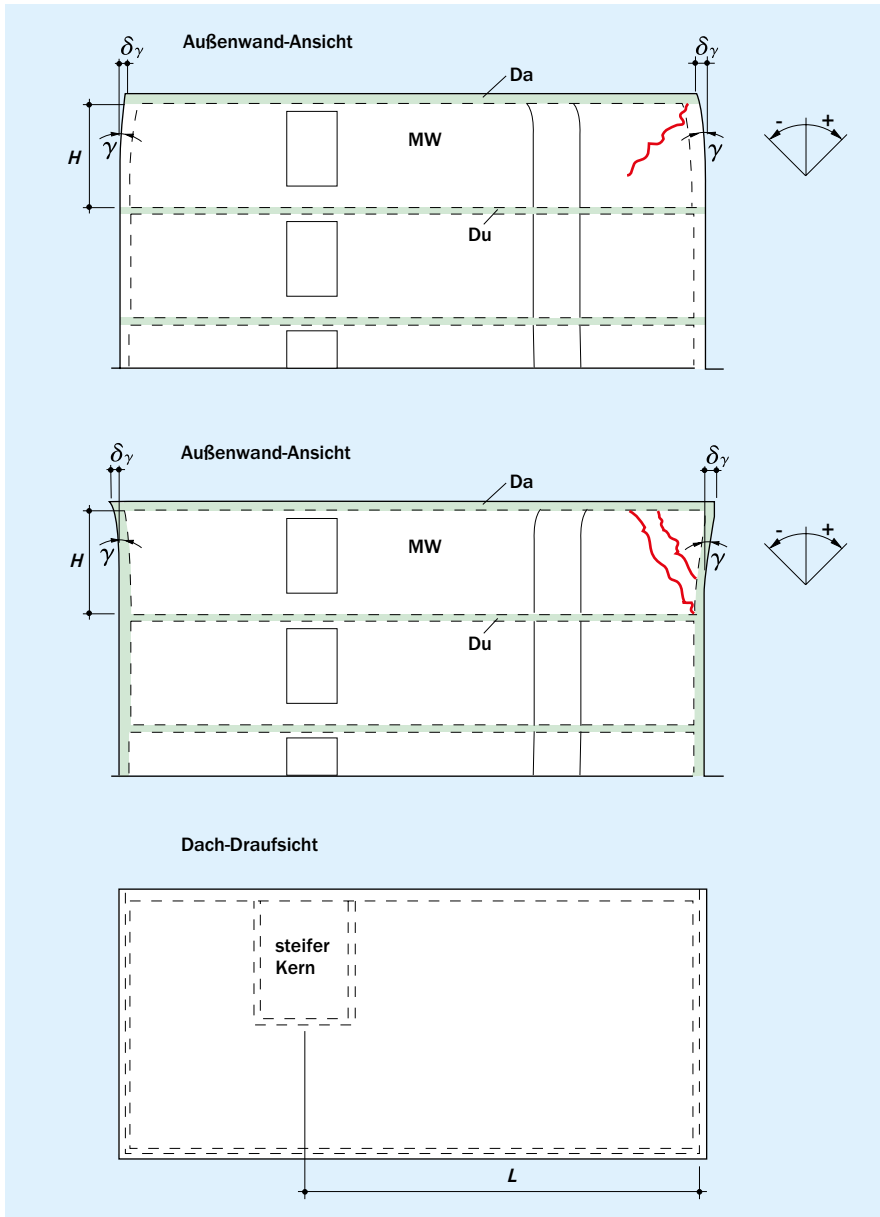 Außenwand-Ansicht
δγ
δγ
Da
H
γ
MW
γ
- +
Du
Außenwand-Ansicht
δγ
δγ
Da
H
γ
MW
γ
- +
Du
Dach-Draufsicht
steifer
Kern
L